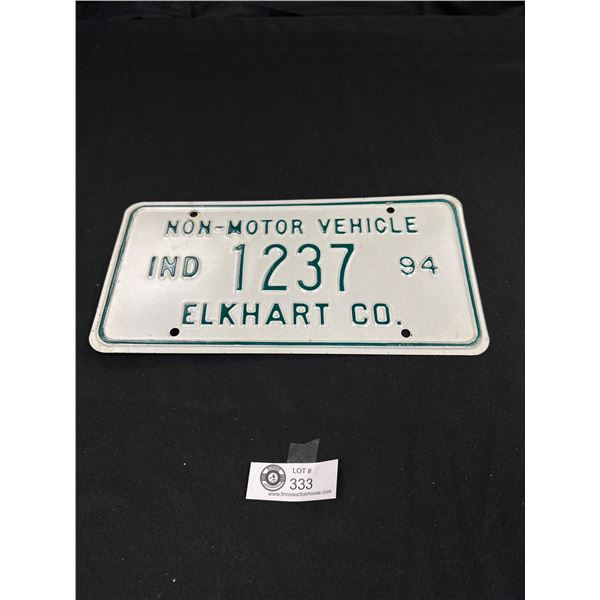 NON-MOTOR VEHICLE
IND 1237 94
ELKHART CO.
LOT #
333
www.finnsauctionhouse.com